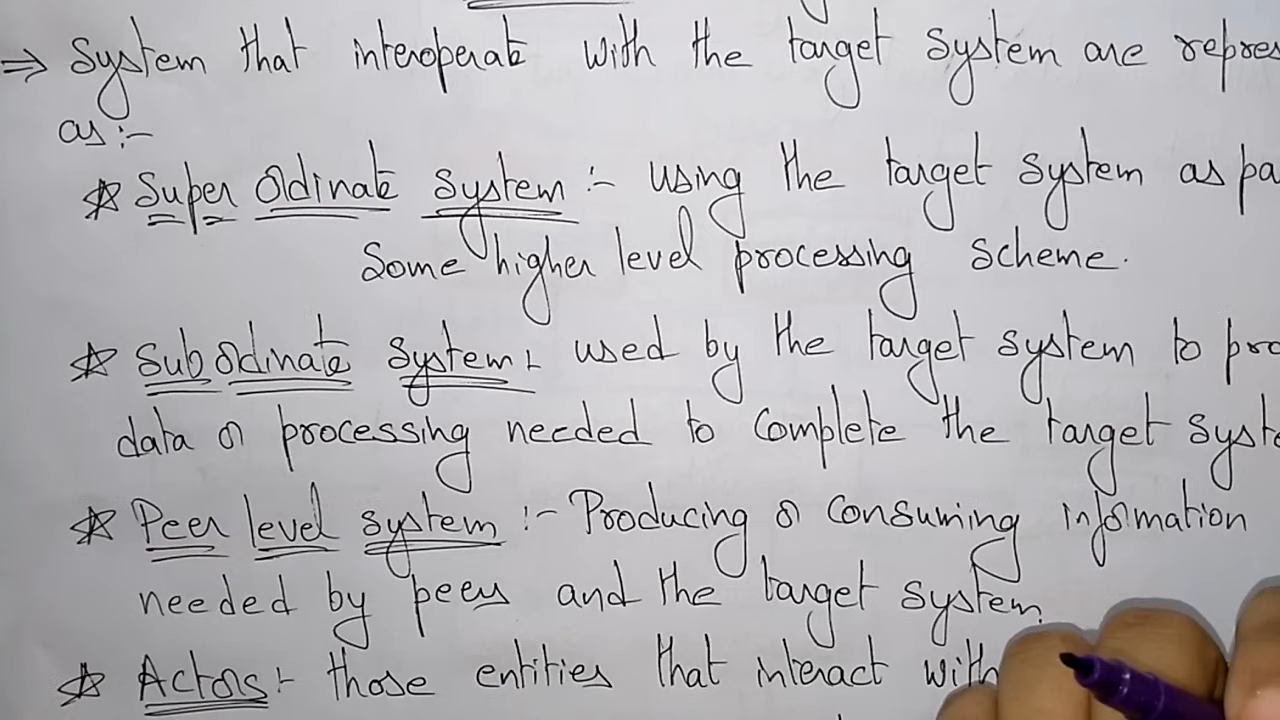 ⇒ System that interoperate with the target system are repres
as :-
☆ Super ordinate system :- using the target system as pa
Some higher level processing scheme.
☆ Subordinate system :- used by the target system to pro
data or processing needed to complete the target syste
☆ Peer level system :- Producing or consuming information
needed by peers and the target system.
☆ Actors :- those entities that interact with